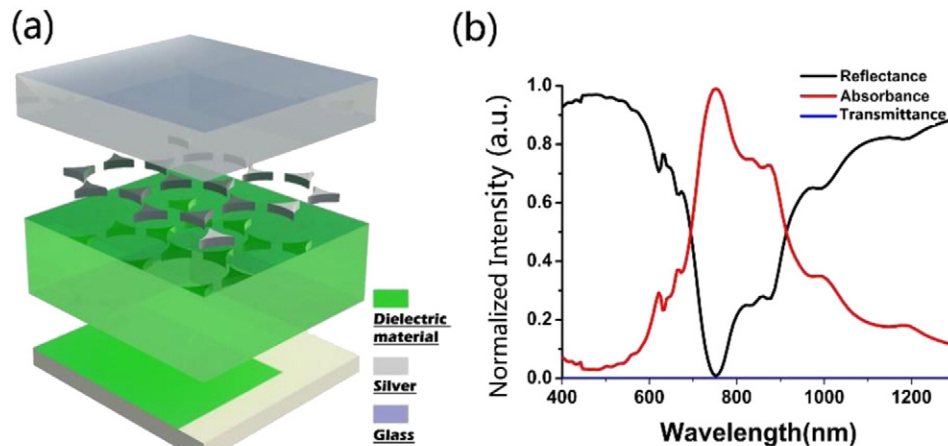 (a)
Dielectric
material
Silver
Glass
(b)
Normalized Intensity (a.u.)
1.0
0.8
0.6
0.4
0.2
0.0
Reflectance
Absorbance
Transmittance
400
600
800
1000
1200
Wavelength(nm)